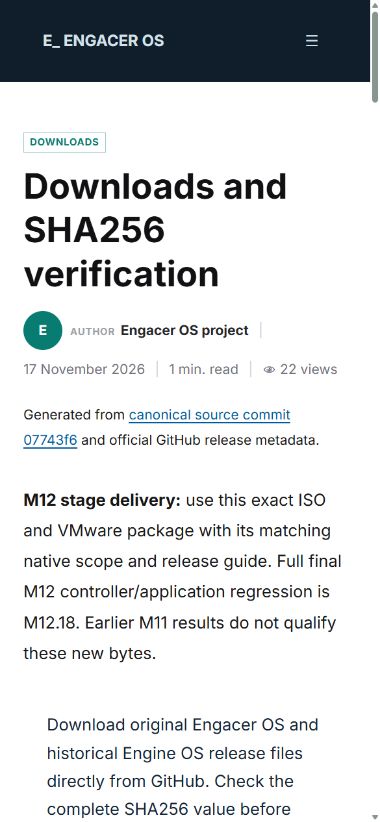 E_ ENGACER OS
DOWNLOADS
Downloads and
SHA256
verification
E AUTHOR Engacer OS project
17 November 2026 1 min. read 22 views
Generated from canonical source commit
07743f6 and official GitHub release metadata.
M12 stage delivery: use this exact ISO
and VMware package with its matching
native scope and release guide. Full final
M12 controller/application regression is
M12.18. Earlier M11 results do not qualify
these new bytes.
Download original Engacer OS and
historical Engine OS release files
directly from GitHub. Check the
complete SHA256 value before